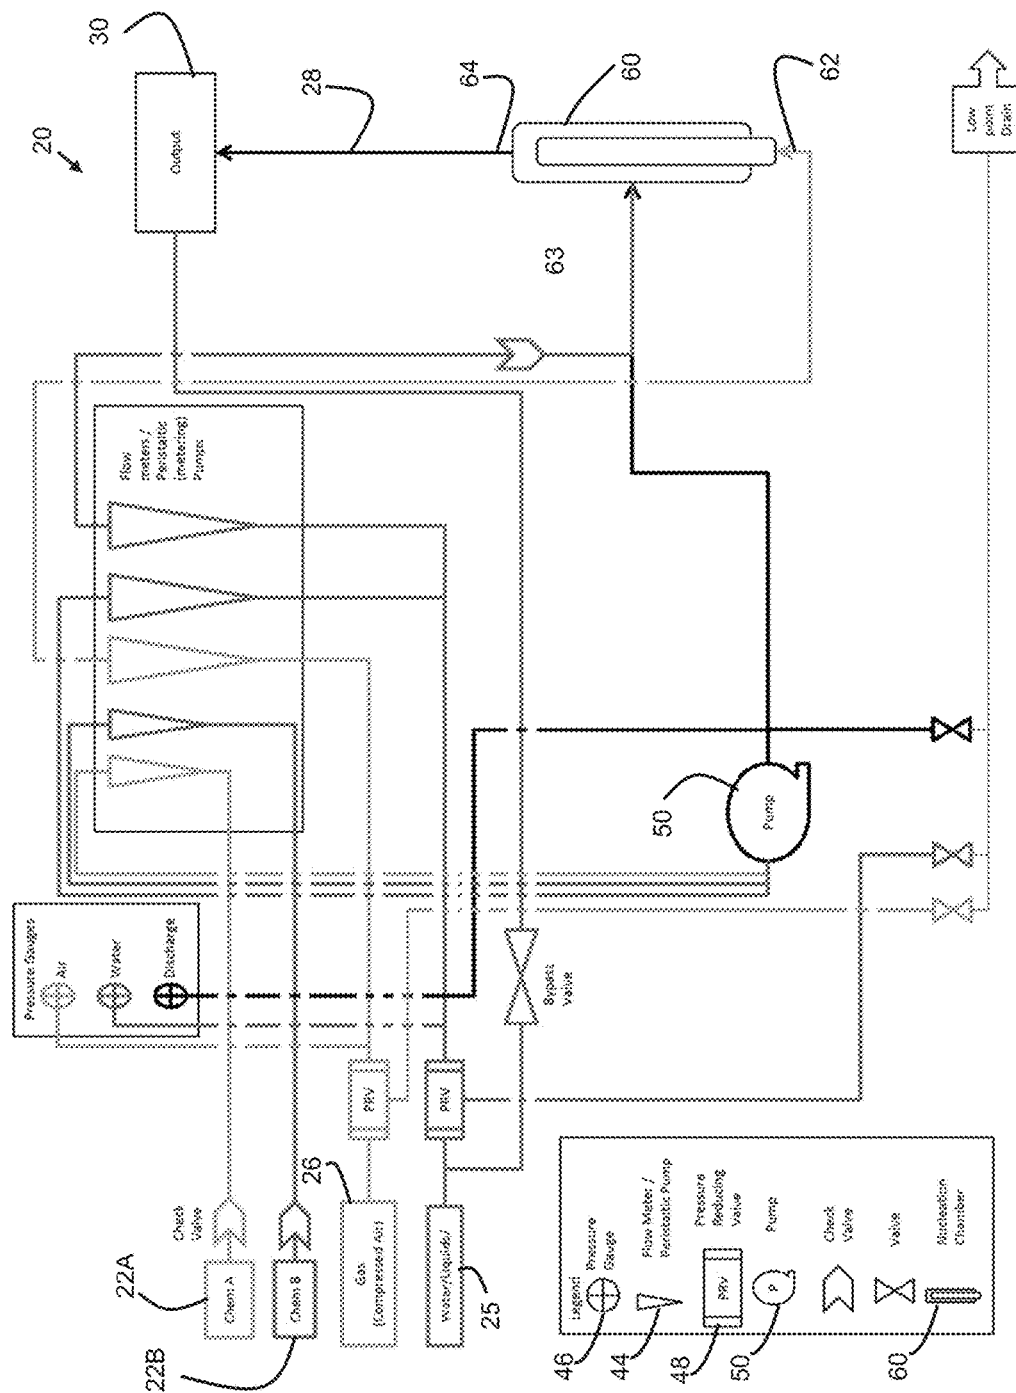 20
30
Output
28
64
60
62
63
Low
point
Drain
Flow
meters /
Peristaltic
(metering)
Pumps
50
Pump
Pressure Gauges
Air
Water
Discharge
Bypass
Valve
PRV
PRV
Check
Valve
22A
Chem A
22B
Chem B
26
Gas
(Compressed Air)
Water/Liquids/
25
Legend
46
Pressure
Gauge
44
Flow Meter /
Peristaltic Pump
48
PRV
Pressure
Reducing
Valve
50
P
Pump
Check
Valve
Valve
60
Nucleation
Chamber